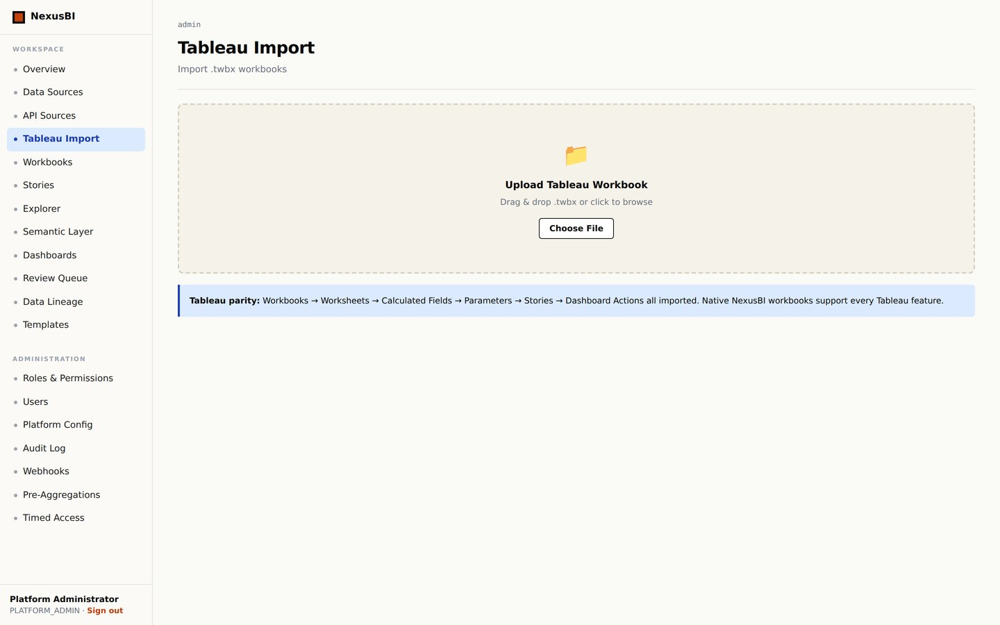 NexusBI
WORKSPACE
Overview
Data Sources
API Sources
Tableau Import
Workbooks
Stories
Explorer
Semantic Layer
Dashboards
Review Queue
Data Lineage
Templates
ADMINISTRATION
Roles & Permissions
Users
Platform Config
Audit Log
Webhooks
Pre-Aggregations
Timed Access
Platform Administrator
PLATFORM_ADMIN · Sign out
admin
Tableau Import
Import .twbx workbooks
Upload Tableau Workbook
Drag & drop .twbx or click to browse
Choose File
Tableau parity: Workbooks → Worksheets → Calculated Fields → Parameters → Stories → Dashboard Actions all imported. Native NexusBI workbooks support every Tableau feature.